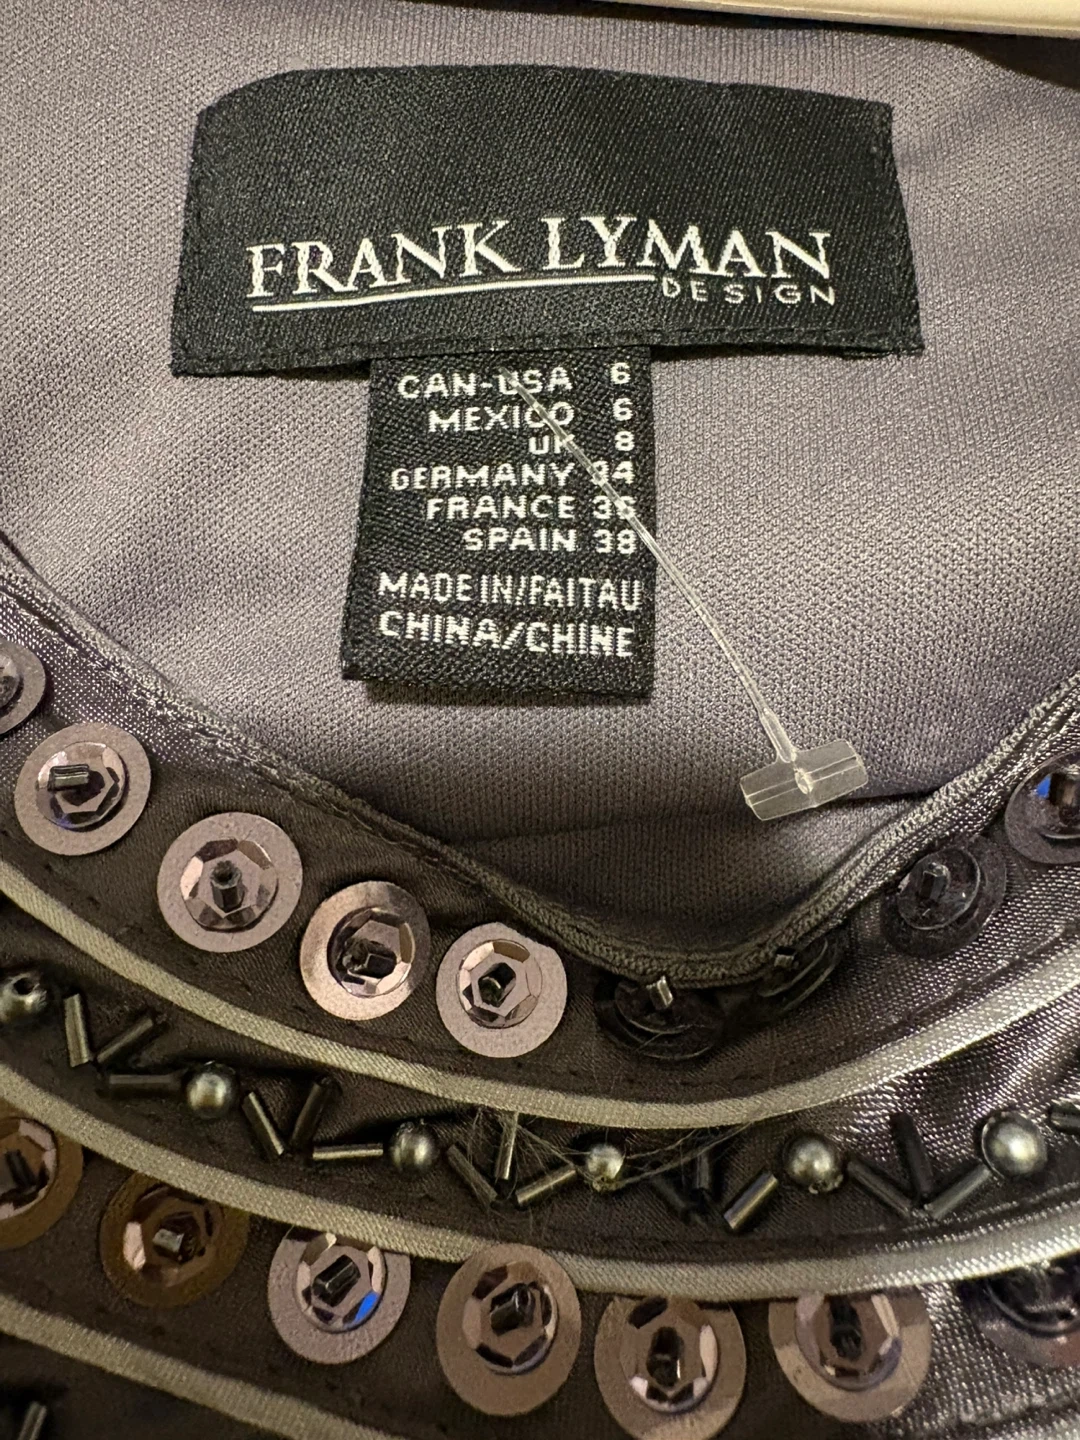 FRANK LYMAN
DESIGN
CAN-USA 6
MEXICO 6
UK 8
GERMANY 34
FRANCE 36
SPAIN 38
MADE IN/FAIT AU
CHINA/CHINE